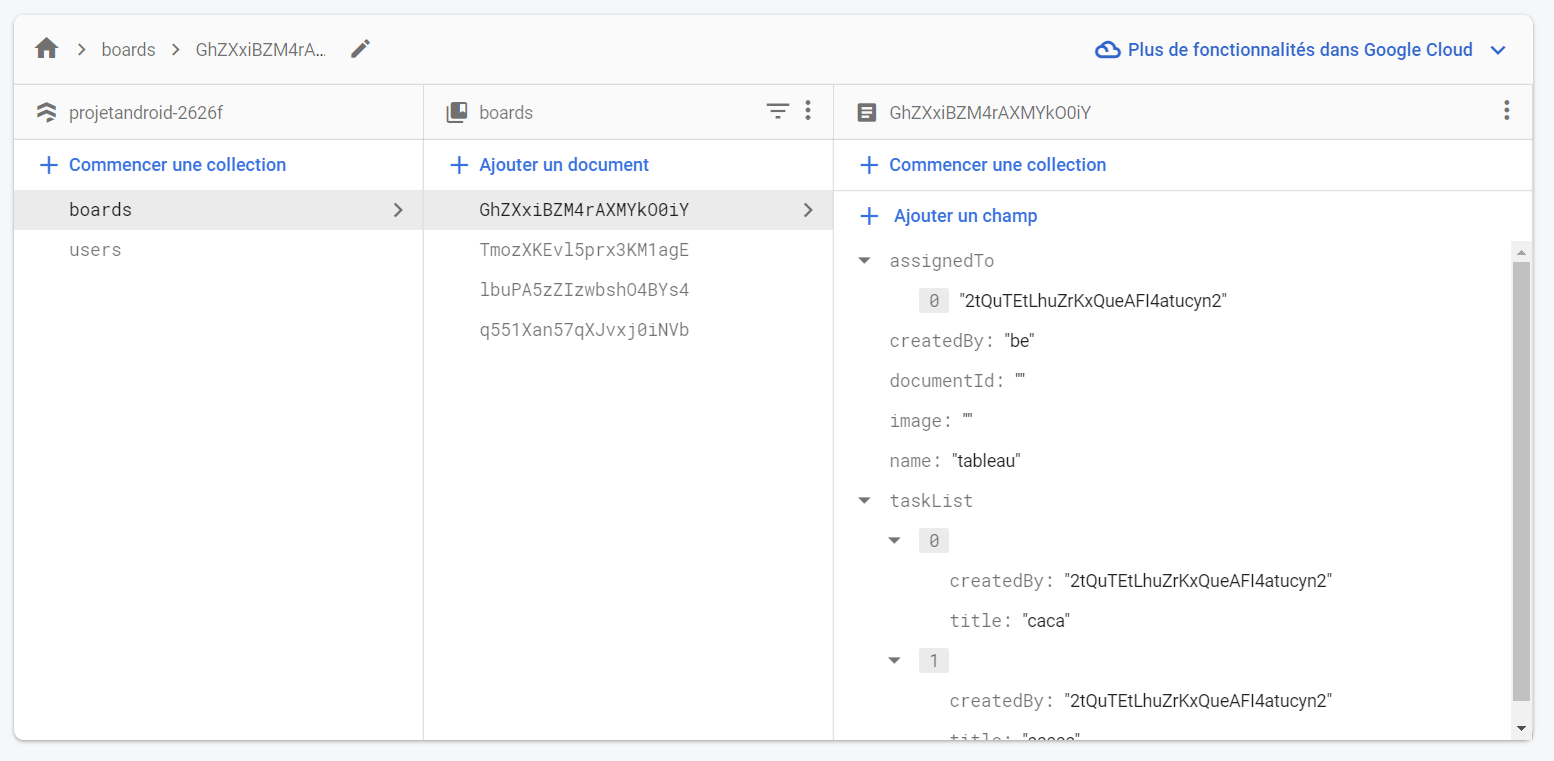 boards GhZXxiBZM4rA... Plus de fonctionnalités dans Google Cloud
projetandroid-2626f
Commencer une collection
boards
users
boards
Ajouter un document
GhZXxiBZM4rAXMYkO0iY
TmozXKEvl5prx3KM1agE
lbuPA5zZIzwbshO4BYs4
q551Xan57qXJvxj0iNVb
GhZXxiBZM4rAXMYkO0iY
Commencer une collection
Ajouter un champ
assignedTo
0 "2tQuTEtLhuZrKxQueAFI4atucyn2"
createdBy: "be"
documentId: ""
image: ""
name: "tableau"
taskList
0
createdBy: "2tQuTEtLhuZrKxQueAFI4atucyn2"
title: "caca"
1
createdBy: "2tQuTEtLhuZrKxQueAFI4atucyn2"
title: